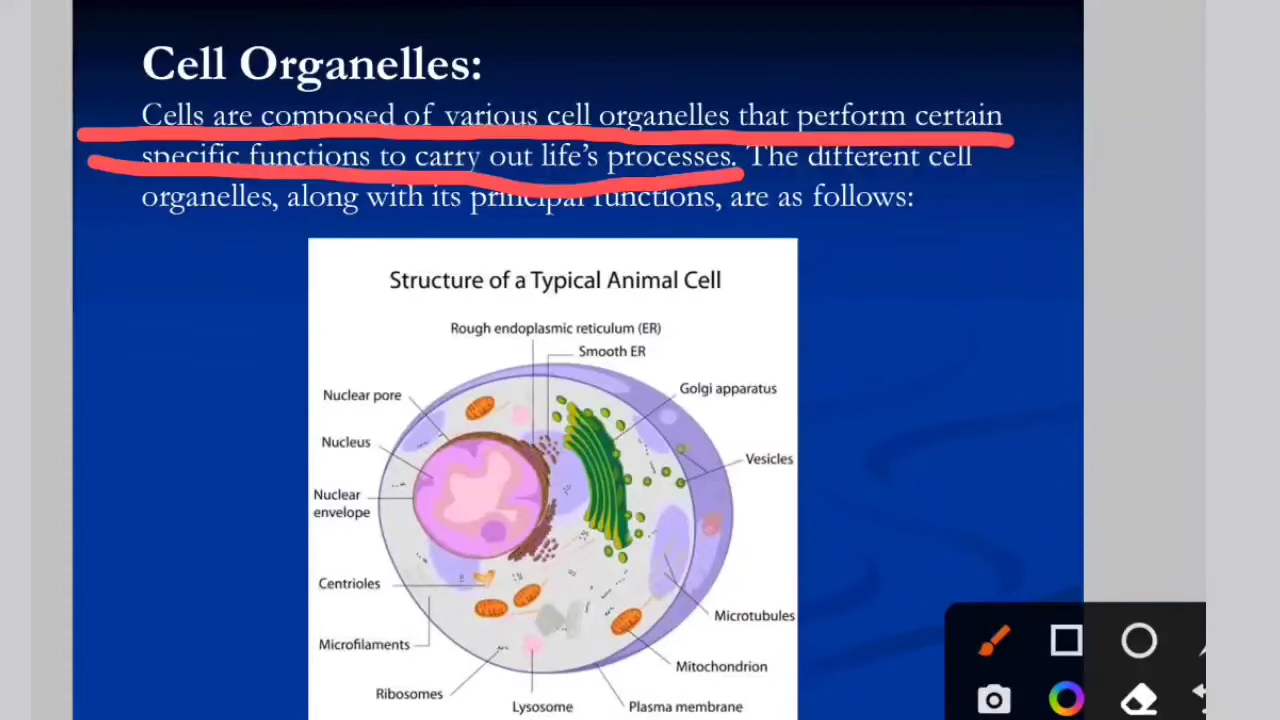 Cell Organelles:
Cells are composed of various cell organelles that perform certain
specific functions to carry out life's processes. The different cell
organelles, along with its principal functions, are as follows:
Structure of a Typical Animal Cell
Rough endoplasmic reticulum (ER)
Smooth ER
Golgi apparatus
Nuclear pore
Nucleus
Vesicles
Nuclear
envelope
Centrioles
Microtubules
Microfilaments
Mitochondrion
Ribosomes
Lysosome
Plasma membrane